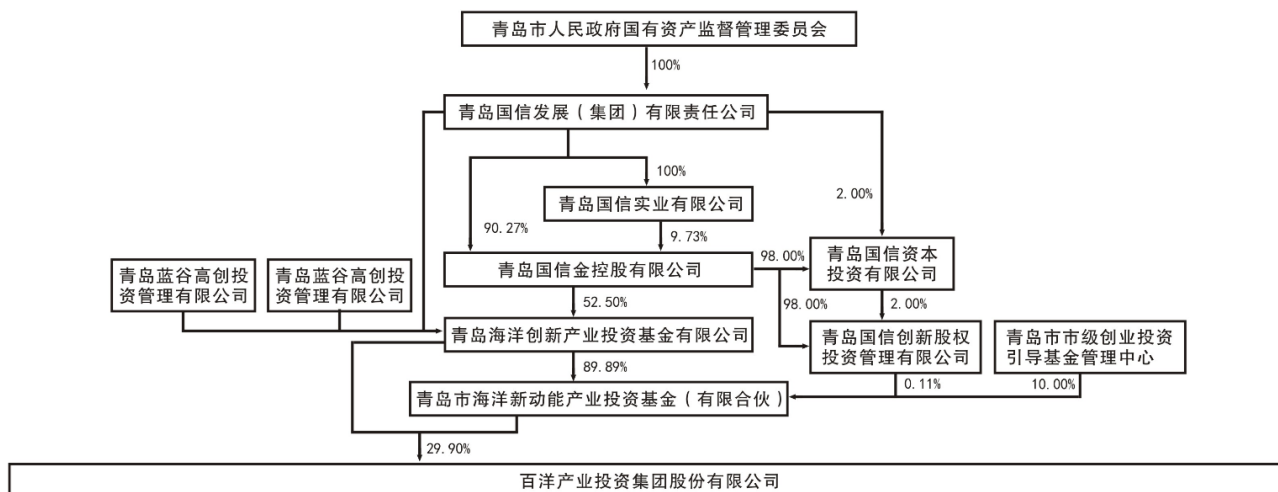 青岛市人民政府国有资产监督管理委员会
100%
青岛国信发展（集团）有限责任公司
100%
2.00%
青岛国信实业有限公司
90.27%
9.73%
青岛蓝谷高创投
资管理有限公司
青岛蓝谷高创投
资管理有限公司
青岛国信金控股有限公司
98.00%
青岛国信资本
投资有限公司
52.50%
98.00%
2.00%
青岛海洋创新产业投资基金有限公司
青岛国信创新股权
投资管理有限公司
青岛市市级创业投资
引导基金管理中心
89.89%
0.11%
10.00%
青岛市海洋新动能产业投资基金（有限合伙）
29.90%
百洋产业投资集团股份有限公司